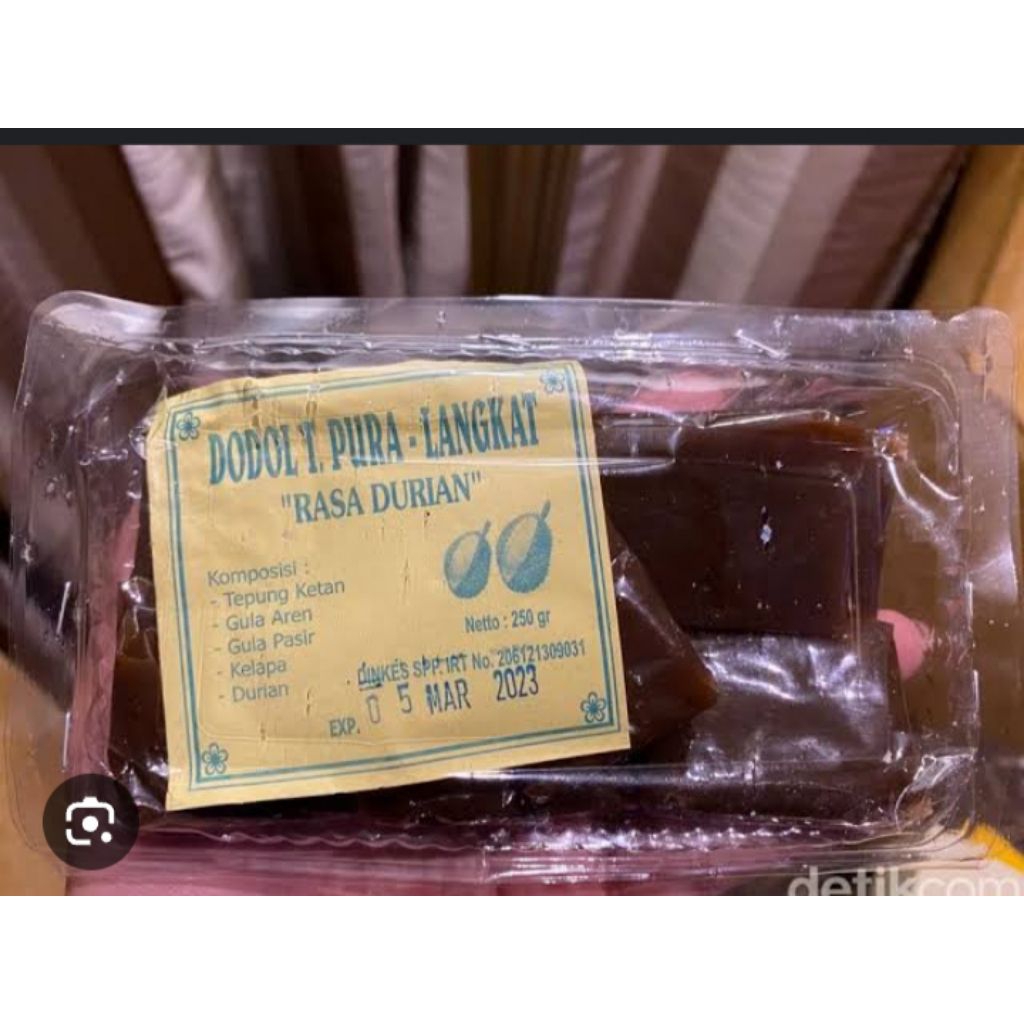 DODOL T. PURA - LANGKAT
"RASA DURIAN"
Komposisi :
- Tepung Ketan
- Gula Aren
- Gula Pasir
- Kelapa
- Durian
Netto : 250 gr
DINKES SPP. IRT No. 206121309031
EXP. 05 MAR 2023
detikcom